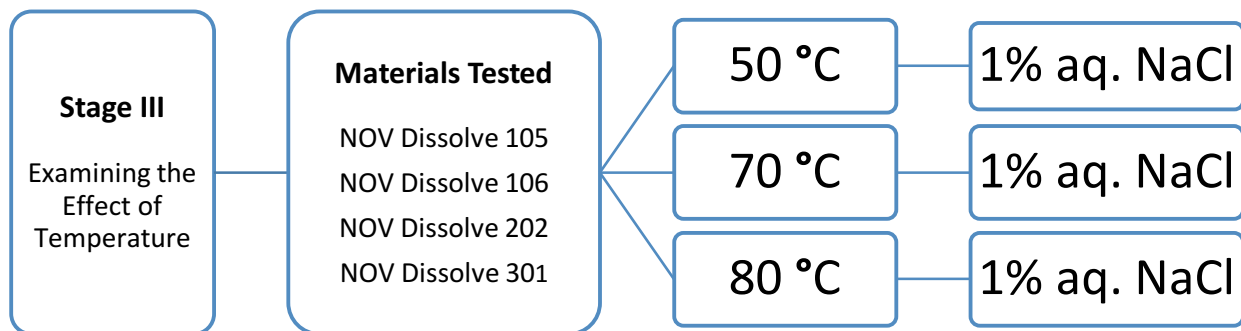 Stage III
Examining the
Effect of
Temperature
Materials Tested
NOV Dissolve 105
NOV Dissolve 106
NOV Dissolve 202
NOV Dissolve 301
50 °C
1% aq. NaCl
70 °C
1% aq. NaCl
80 °C
1% aq. NaCl